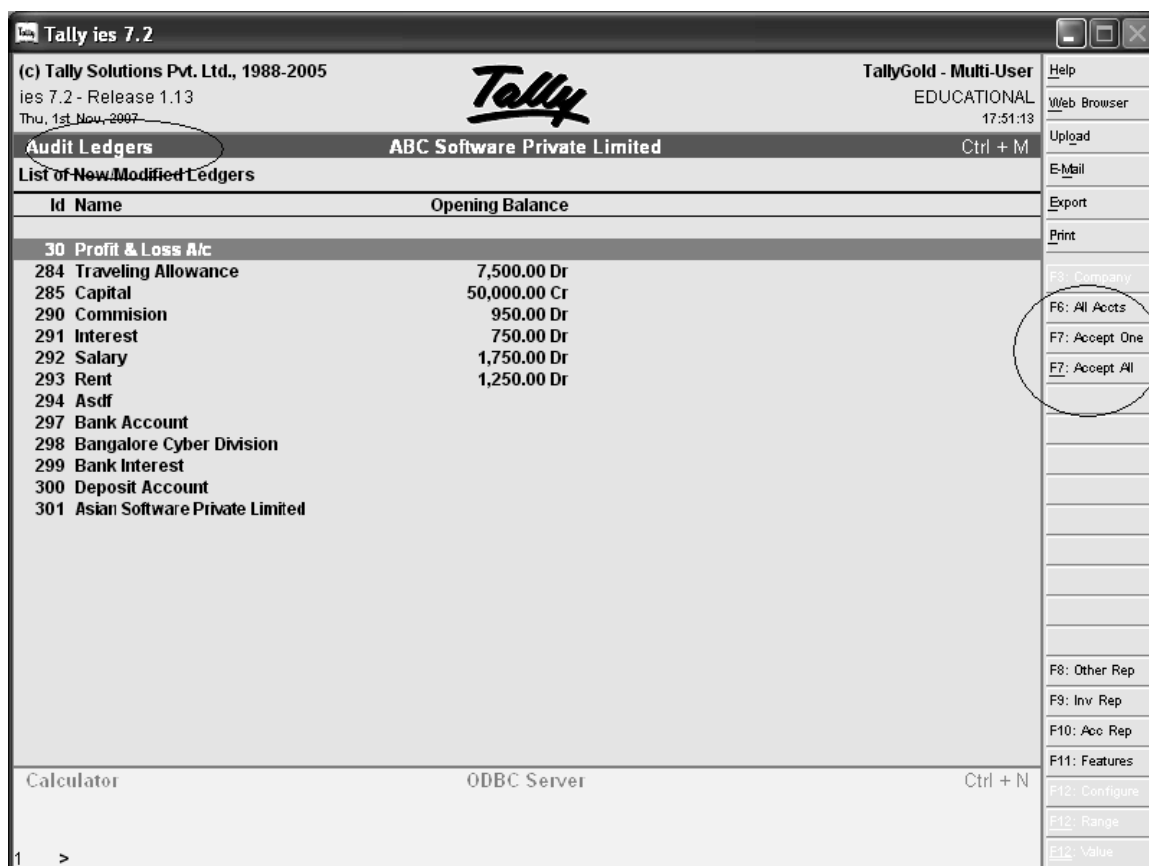 Tally ies 7.2
(c) Tally Solutions Pvt. Ltd., 1988-2005
Tally
TallyGold - Multi-User
ies 7.2 - Release 1.13
EDUCATIONAL
Thu, 1st Nov, 2007
17:51:13
Audit Ledgers ABC Software Private Limited Ctrl + M
List of New/Modified Ledgers
Id Name Opening Balance
30 Profit & Loss A/c
284 Traveling Allowance 7,500.00 Dr
285 Capital 50,000.00 Cr
290 Commision 950.00 Dr
291 Interest 750.00 Dr
292 Salary 1,750.00 Dr
293 Rent 1,250.00 Dr
294 Asdf
297 Bank Account
298 Bangalore Cyber Division
299 Bank Interest
300 Deposit Account
301 Asian Software Private Limited
Calculator ODBC Server Ctrl + N
1 >
Help
Web Browser
Upload
E-Mail
Export
Print
F3: Company
F6: All Accts
F7: Accept One
F7: Accept All
F8: Other Rep
F9: Inv Rep
F10: Acc Rep
F11: Features
F12: Configure
F12: Range
F12: Value